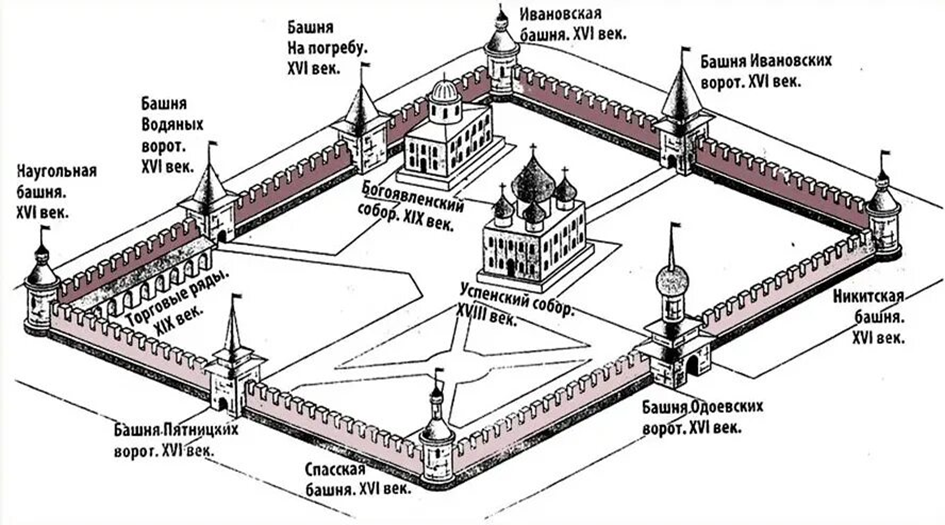 Ивановская
башня. XVI век.
Башня
На погребу.
XVI век.
Башня Ивановских
ворот. XVI век.
Башня
Водяных
ворот.
XVI век.
Наугольная
башня.
XVI век.
Богоявленский
собор. XIX век.
Торговые ряды.
XIX век.
Успенский собор.
XVIII век.
Никитская
башня.
XVI век.
Башня Одоевских
ворот. XVI век.
Башня Пятницких
ворот. XVI век.
Спасская
башня. XVI век.